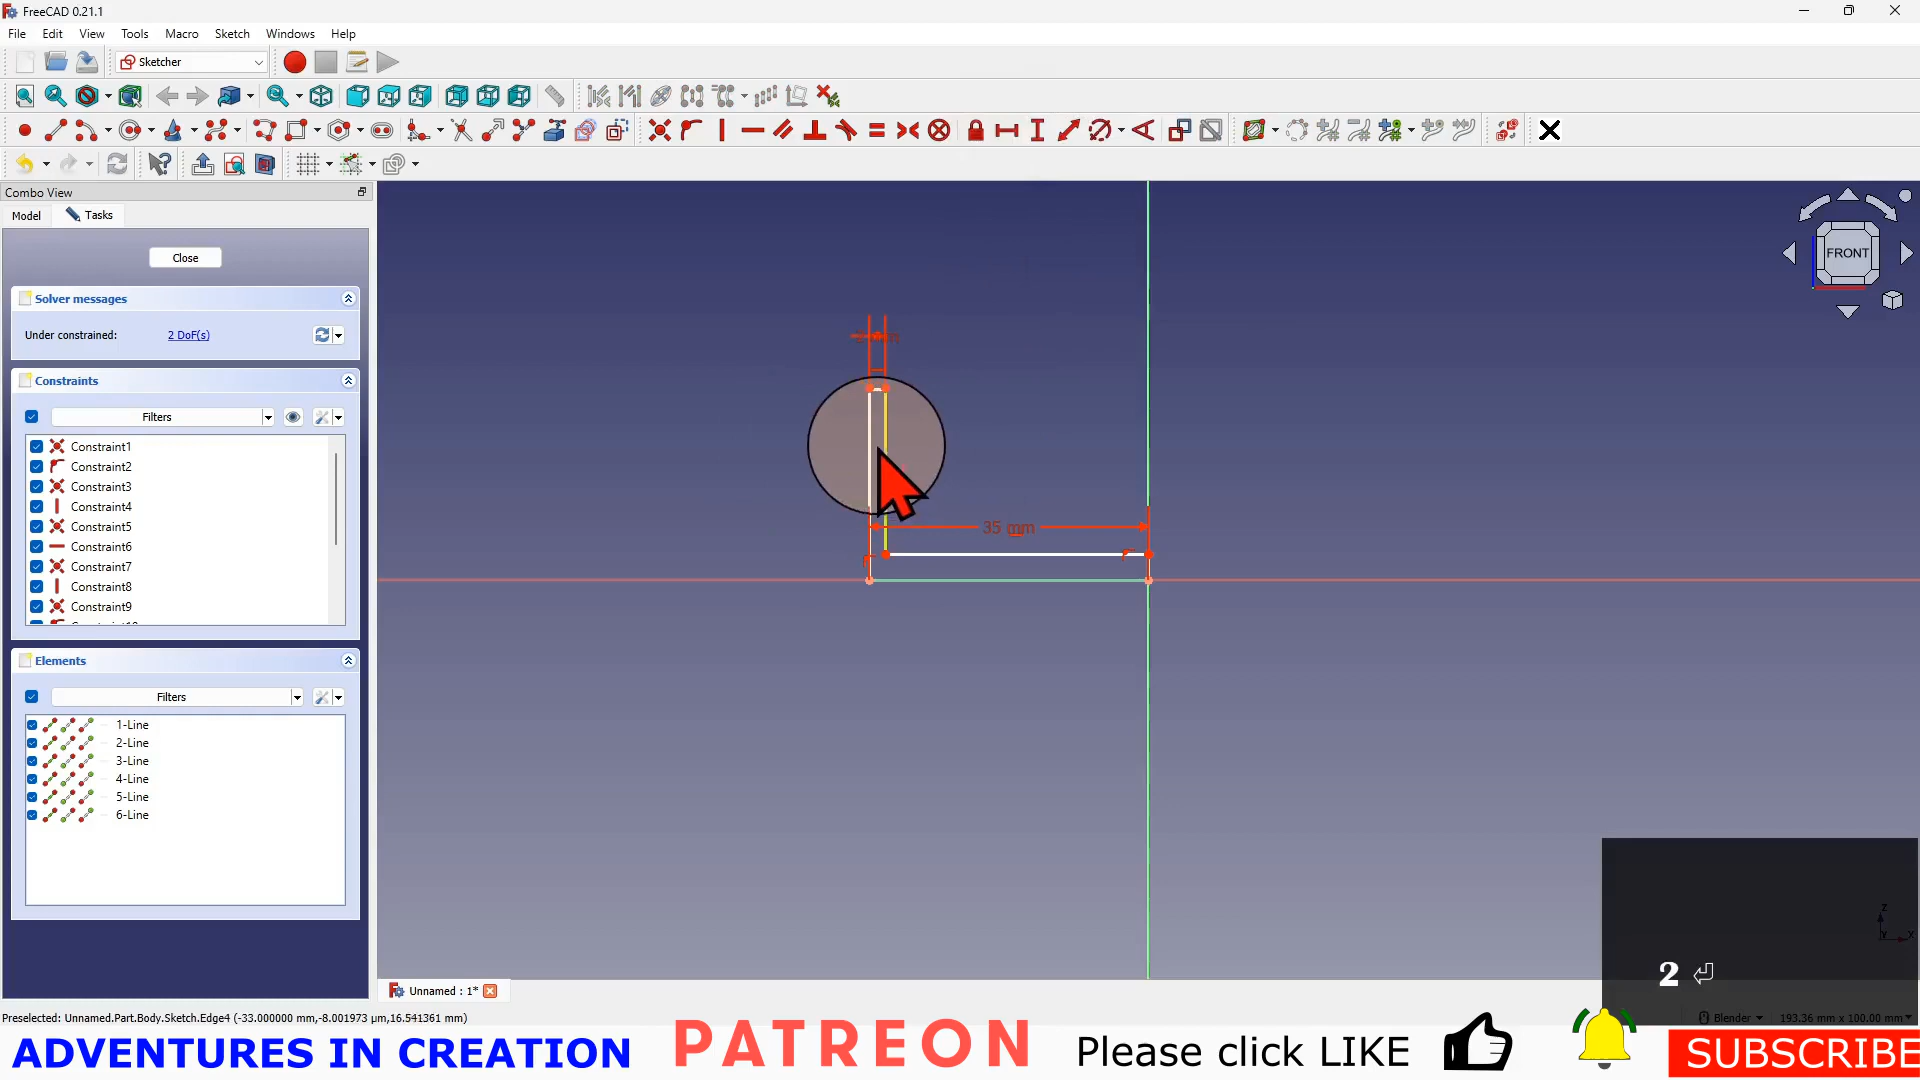 FreeCAD 0.21.1
File Edit View Tools Macro Sketch Windows Help
Sketcher
Combo View
Model Tasks
Close
Solver messages
Under constrained: 2 DoF(s)
Constraints
Filters
Constraint1
Constraint2
Constraint3
Constraint4
Constraint5
Constraint6
Constraint7
Constraint8
Constraint9
Elements
Filters
1-Line
2-Line
3-Line
4-Line
5-Line
6-Line
35 mm
FRONT
Z
Y X
2
Unnamed : 1*
Preselected: Unnamed.Part.Body.Sketch.Edge4 (-33.000000 mm,-8.001973 µm,16.541361 mm)
Blender 193.36 mm x 100.00 mm
ADVENTURES IN CREATION PATREON Please click LIKE SUBSCRIBE